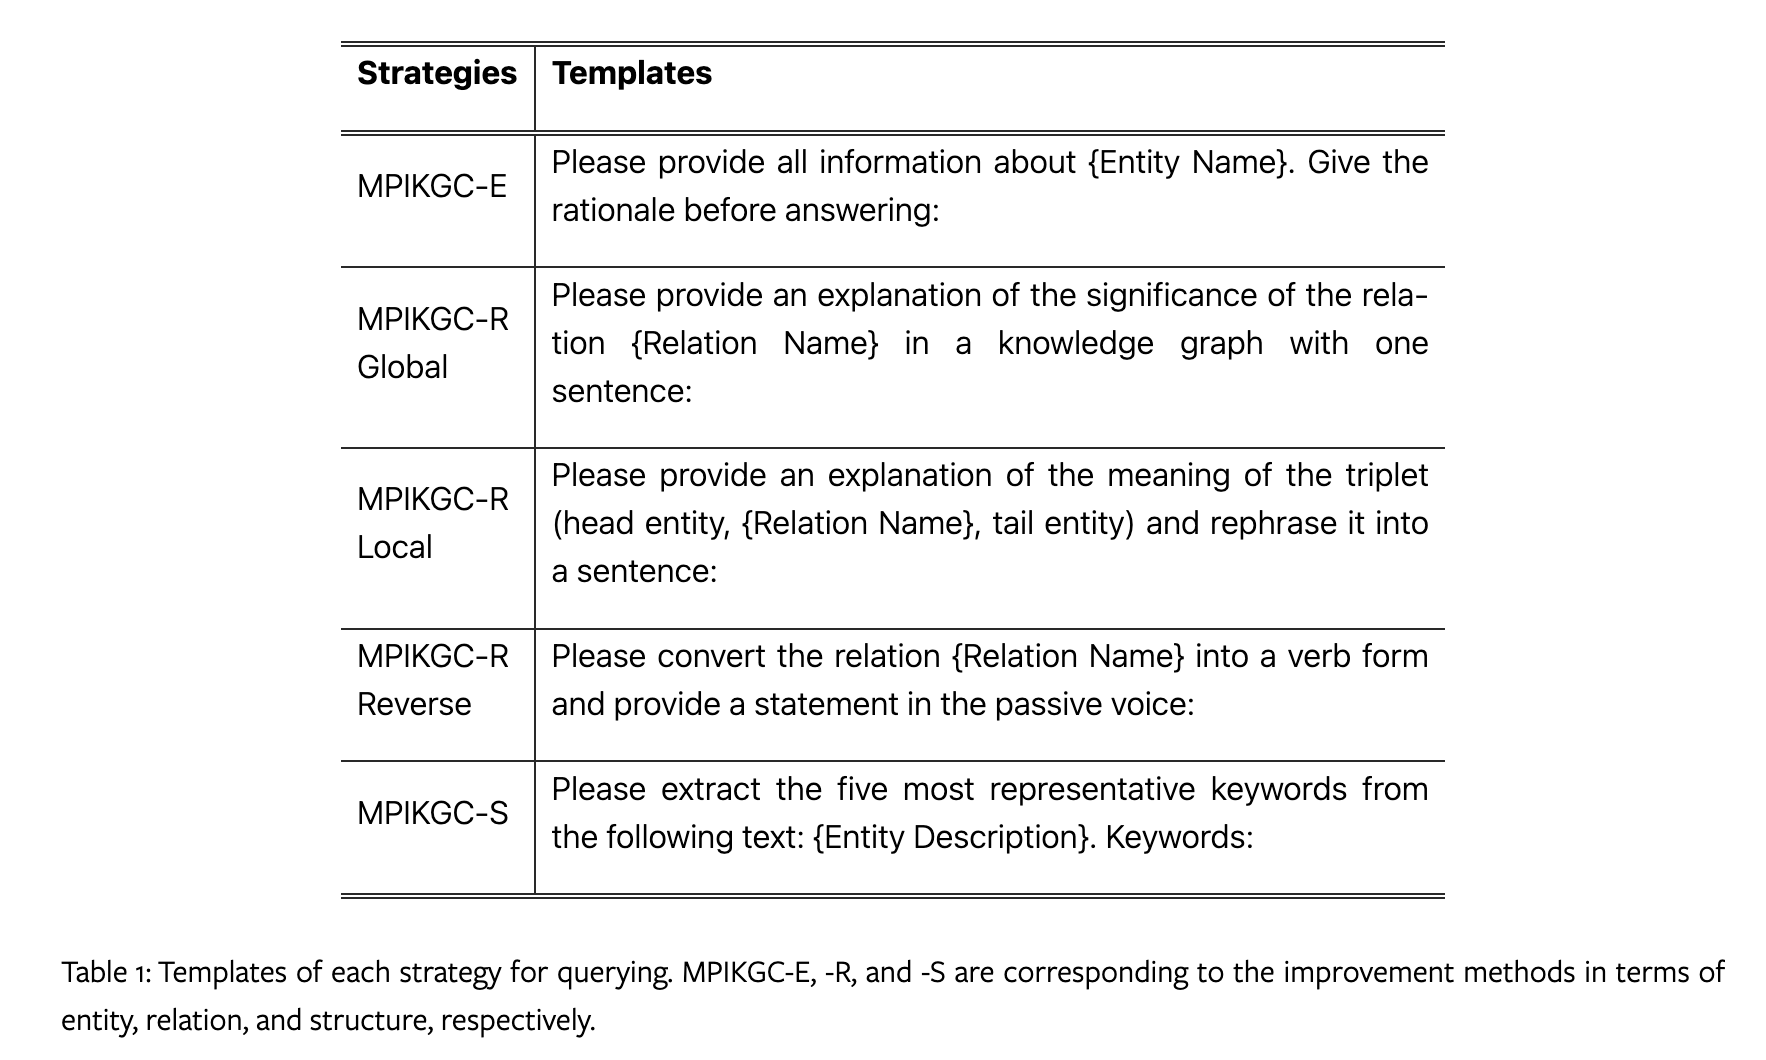 Strategies Templates
MPIKGC-E
Please provide all information about {Entity Name}. Give the
rationale before answering:
MPIKGC-R
Global
Please provide an explanation of the significance of the rela-
tion {Relation Name} in a knowledge graph with one
sentence:
MPIKGC-R
Local
Please provide an explanation of the meaning of the triplet
(head entity, {Relation Name}, tail entity) and rephrase it into
a sentence:
MPIKGC-R
Reverse
Please convert the relation {Relation Name} into a verb form
and provide a statement in the passive voice:
MPIKGC-S
Please extract the five most representative keywords from
the following text: {Entity Description}. Keywords:
Table 1: Templates of each strategy for querying. MPIKGC-E, -R, and -S are corresponding to the improvement methods in terms of
entity, relation, and structure, respectively.